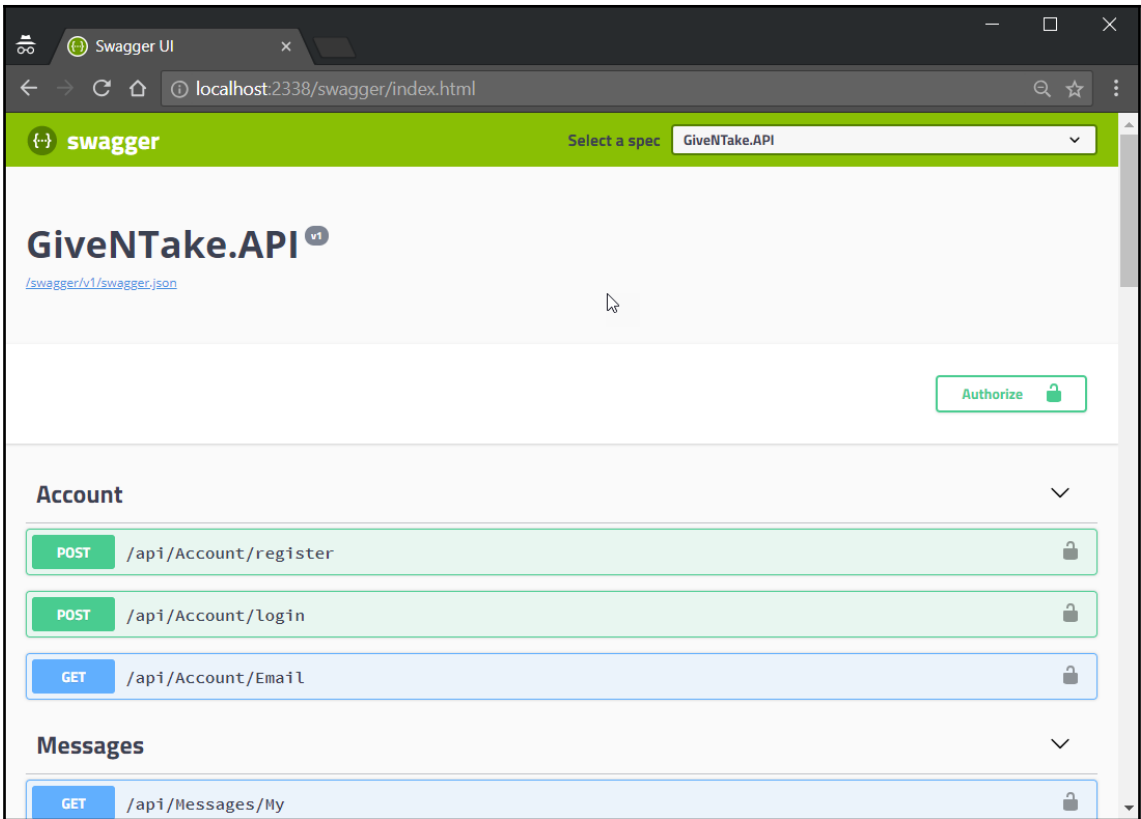 Swagger UI
localhost:2338/swagger/index.html
swagger
Select a spec
GiveNTake.API
GiveNTake.API v1
/swagger/v1/swagger.json
Authorize
Account
POST /api/Account/register
POST /api/Account/login
GET /api/Account/Email
Messages
GET /api/Messages/My